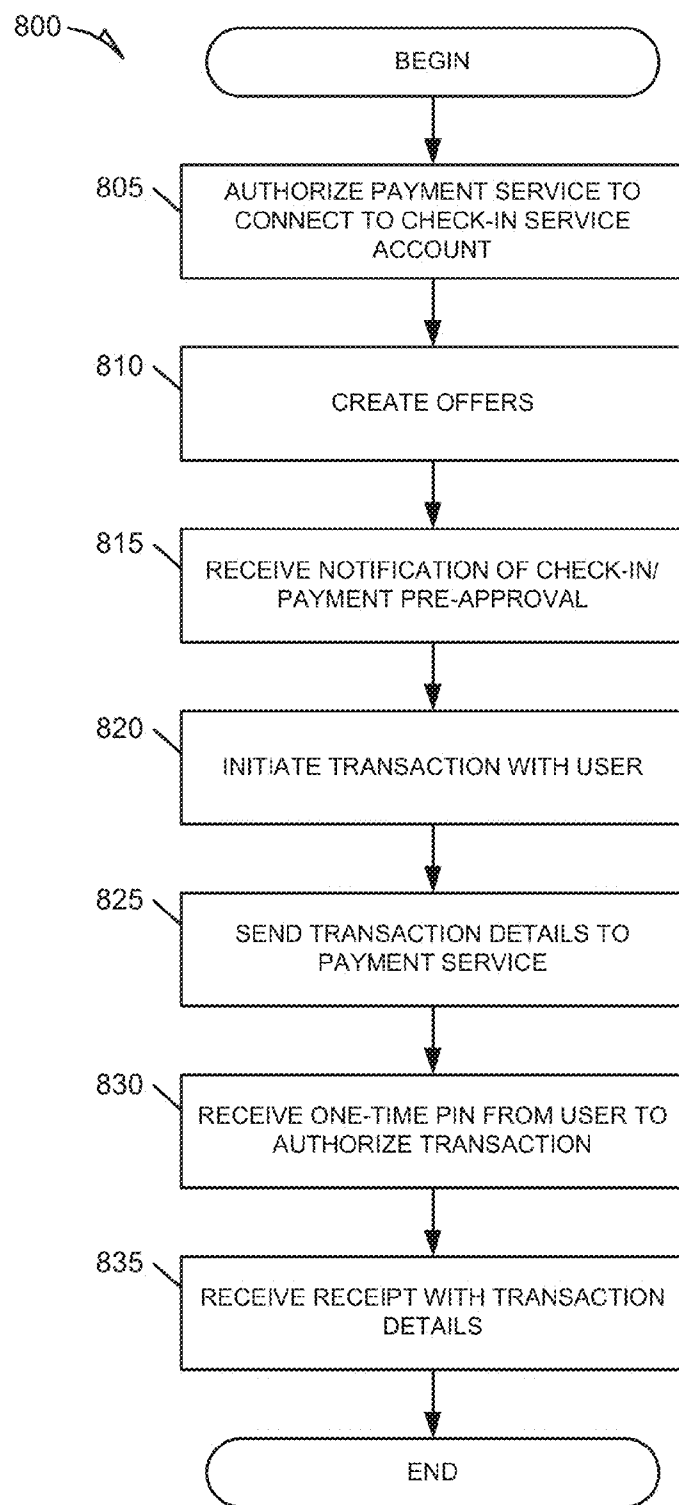 800
BEGIN
805
AUTHORIZE PAYMENT SERVICE TO
CONNECT TO CHECK-IN SERVICE
ACCOUNT
810
CREATE OFFERS
815
RECEIVE NOTIFICATION OF CHECK-IN/
PAYMENT PRE-APPROVAL
820
INITIATE TRANSACTION WITH USER
825
SEND TRANSACTION DETAILS TO
PAYMENT SERVICE
830
RECEIVE ONE-TIME PIN FROM USER TO
AUTHORIZE TRANSACTION
835
RECEIVE RECEIPT WITH TRANSACTION
DETAILS
END